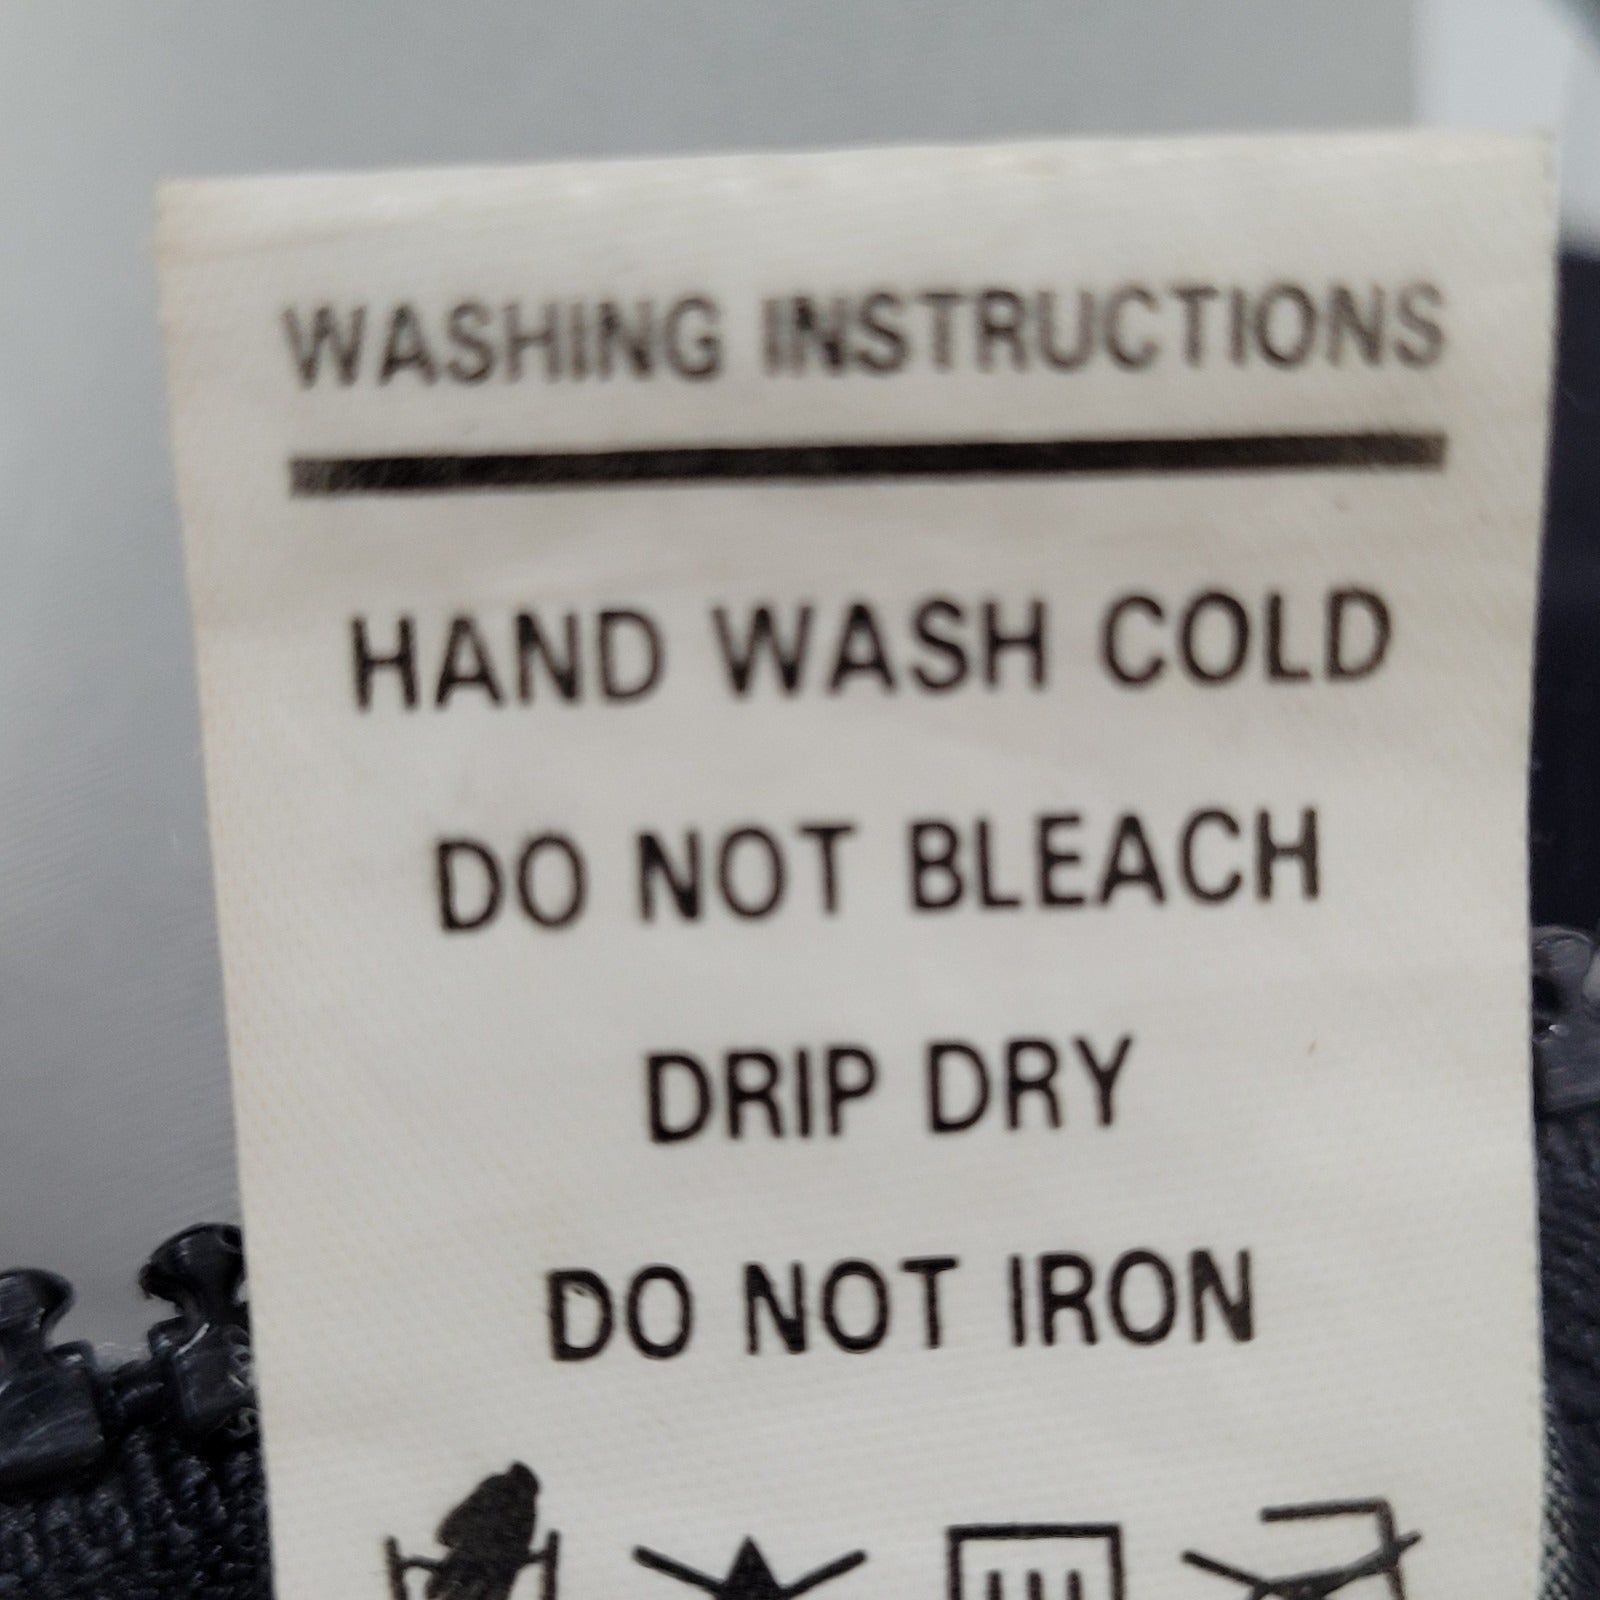 WASHING INSTRUCTIONS
HAND WASH COLD
DO NOT BLEACH
DRIP DRY
DO NOT IRON